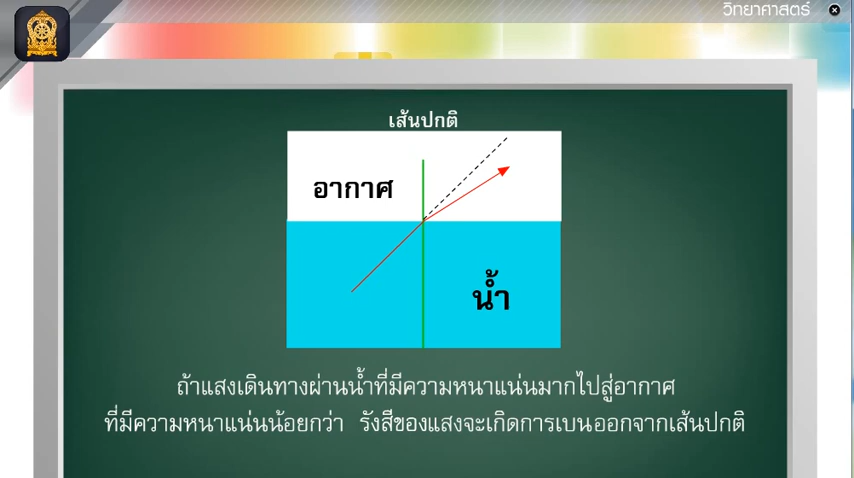 วิทยาศาสตร์
เส้นปกติ
อากาศ
น้ำ
ถ้าแสงเดินทางผ่านน้ำที่มีความหนาแน่นมากไปสู่อากาศ
ที่มีความหนาแน่นน้อยกว่า รังสีของแสงจะเกิดการเบนออกจากเส้นปกติ